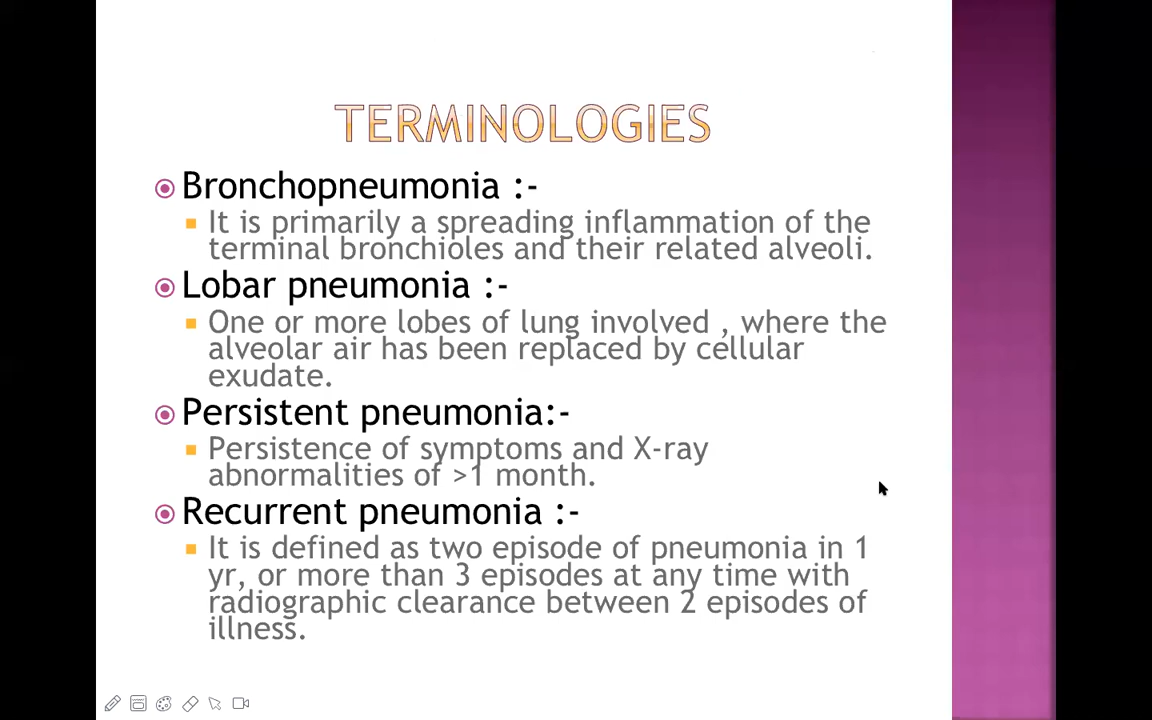 TERMINOLOGIES
Bronchopneumonia :-
It is primarily a spreading inflammation of the
terminal bronchioles and their related alveoli.
Lobar pneumonia :-
One or more lobes of lung involved , where the
alveolar air has been replaced by cellular
exudate.
Persistent pneumonia:-
Persistence of symptoms and X-ray
abnormalities of >1 month.
Recurrent pneumonia :-
It is defined as two episode of pneumonia in 1
yr, or more than 3 episodes at any time with
radiographic clearance between 2 episodes of
illness.